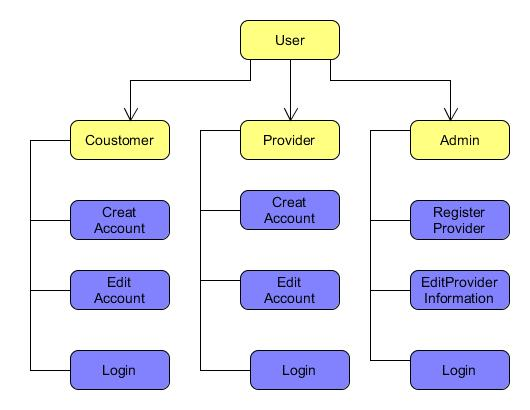 User
Coustomer
Provider
Admin
Creat
Account
Creat
Account
Register
Provider
Edit
Account
Edit
Account
EditProvider
Information
Login
Login
Login